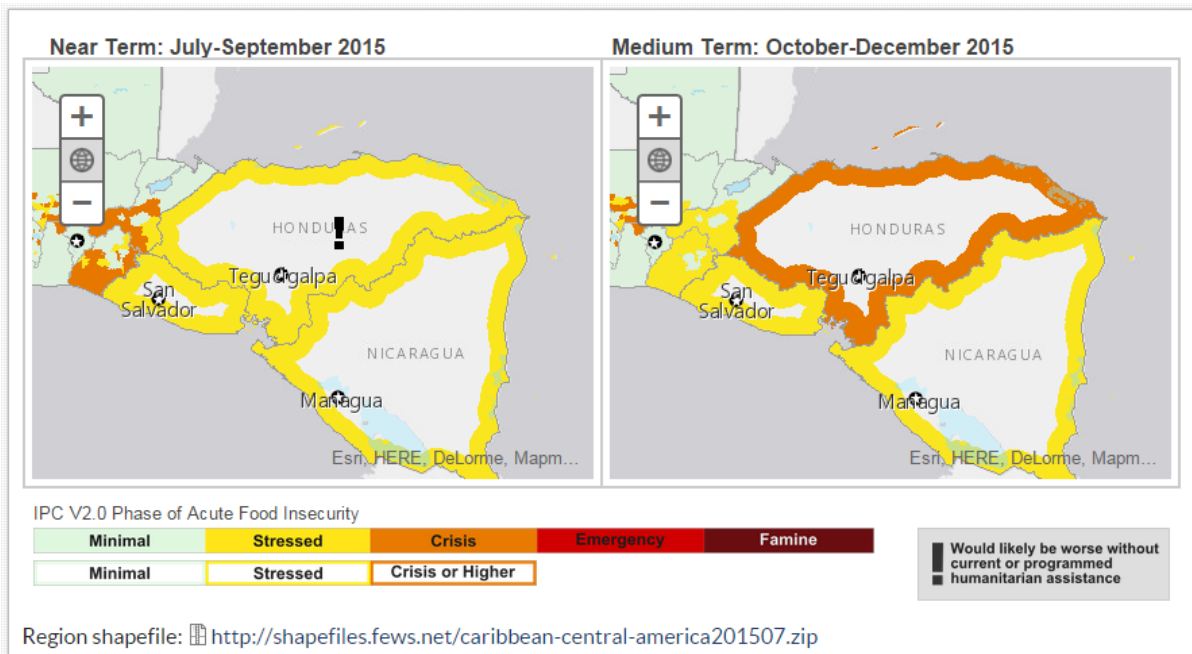 Near Term: July-September 2015
Medium Term: October-December 2015
+
−
HONDURAS
Tegucigalpa
San
Salvador
NICARAGUA
Managua
Esri, HERE, DeLorme, Mapm...
+
−
HONDURAS
Tegucigalpa
San
Salvador
NICARAGUA
Managua
Esri, HERE, DeLorme, Mapm...
IPC V2.0 Phase of Acute Food Insecurity
Minimal Stressed Crisis Emergency Famine
Minimal Stressed Crisis or Higher
! Would likely be worse without
current or programmed
humanitarian assistance
Region shapefile: http://shapefiles.fews.net/caribbean-central-america201507.zip